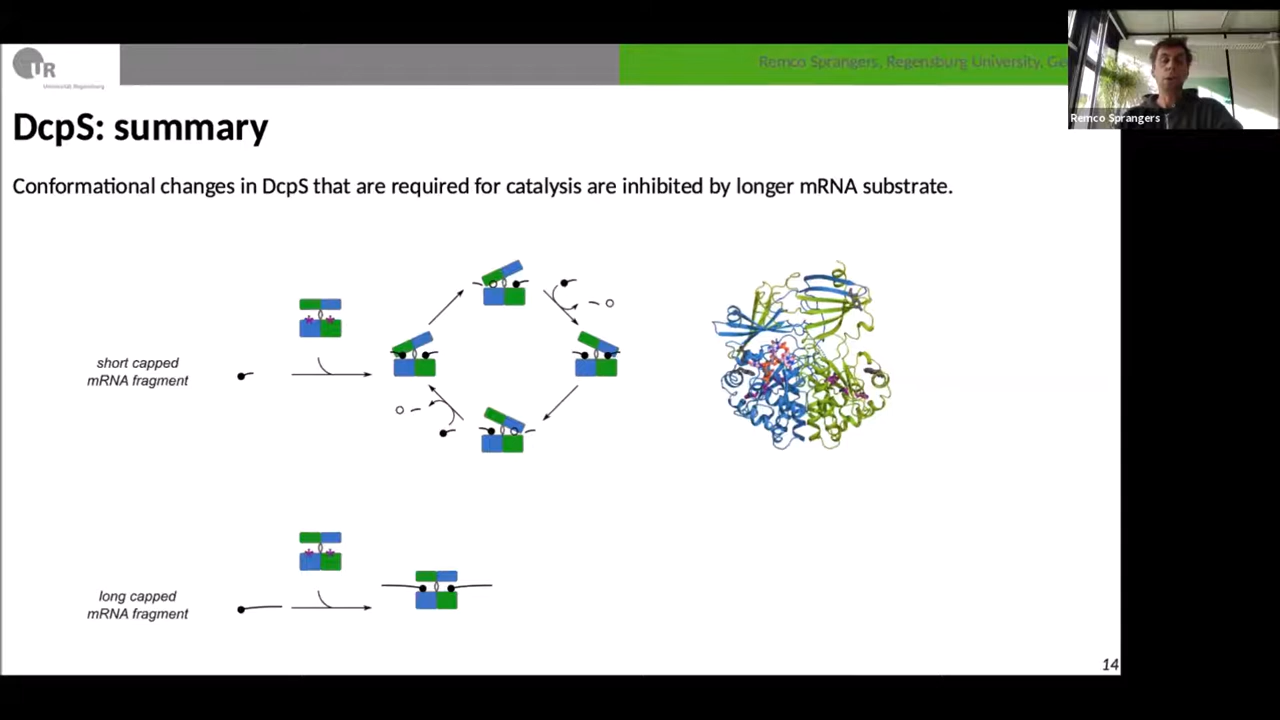 UR
Universität Regensburg
Remco Sprangers, Regensburg University, Ge
Remco Sprangers
DcpS: summary
Conformational changes in DcpS that are required for catalysis are inhibited by longer mRNA substrate.
short capped
mRNA fragment
* *
long capped
mRNA fragment
* *
14